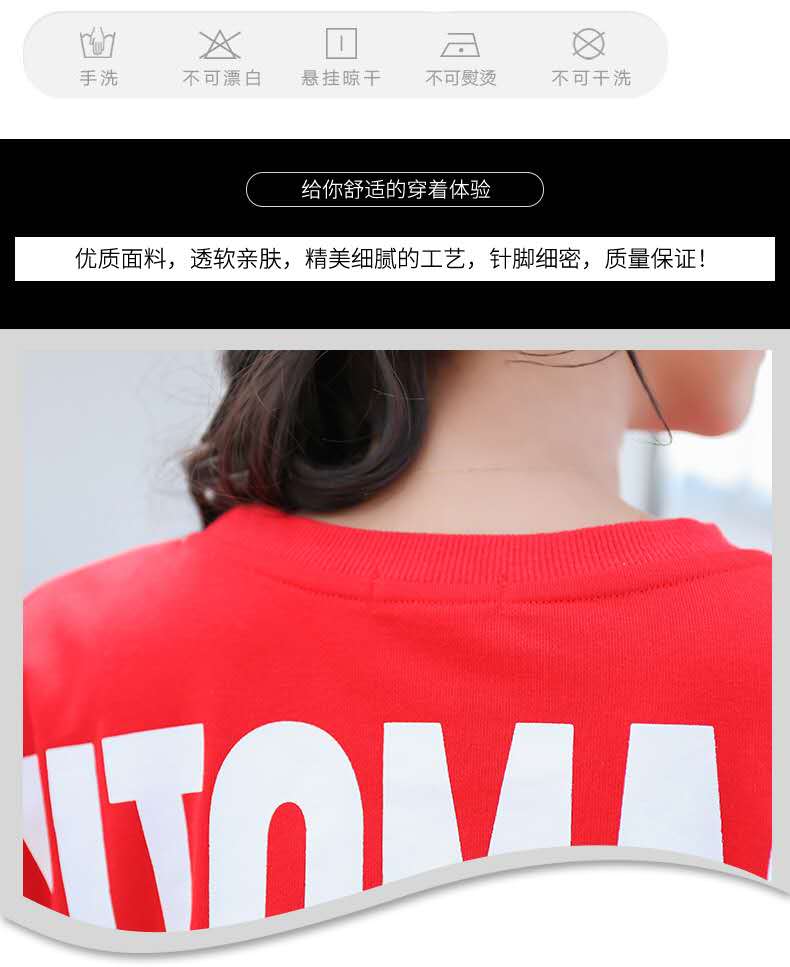 手洗 不可漂白 悬挂晾干 不可熨烫 不可干洗
给你舒适的穿着体验
优质面料，透软亲肤，精美细腻的工艺，针脚细密，质量保证！
ITOMA